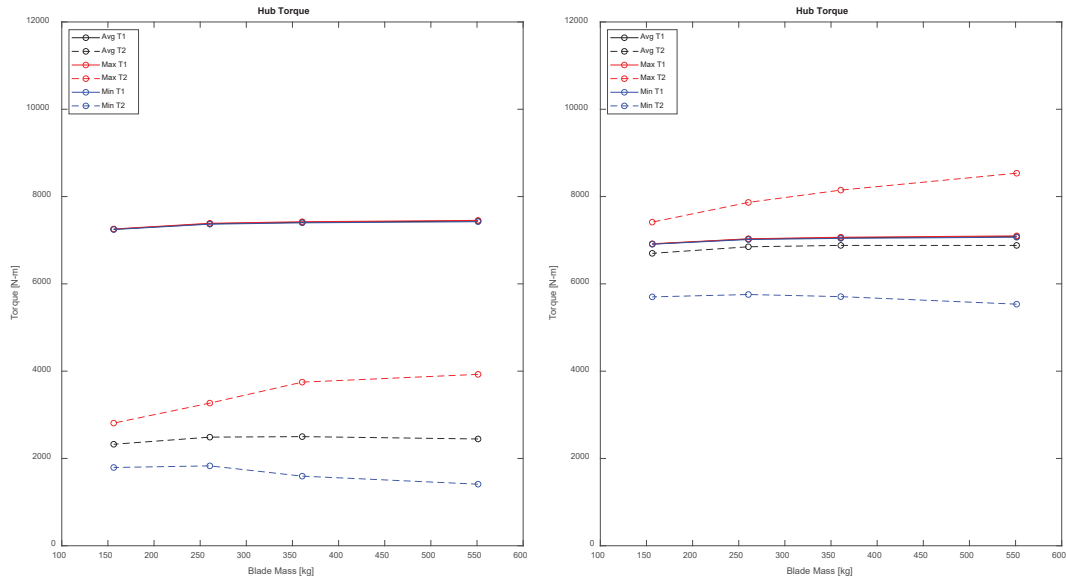 Hub Torque
12000
10000
8000
6000
4000
2000
0
Torque [N-m]
Avg T1
Avg T2
Max T1
Max T2
Min T1
Min T2
100 150 200 250 300 350 400 450 500 550 600
Blade Mass [kg]
Hub Torque
12000
10000
8000
6000
4000
2000
0
Torque [N-m]
Avg T1
Avg T2
Max T1
Max T2
Min T1
Min T2
100 150 200 250 300 350 400 450 500 550 600
Blade Mass [kg]